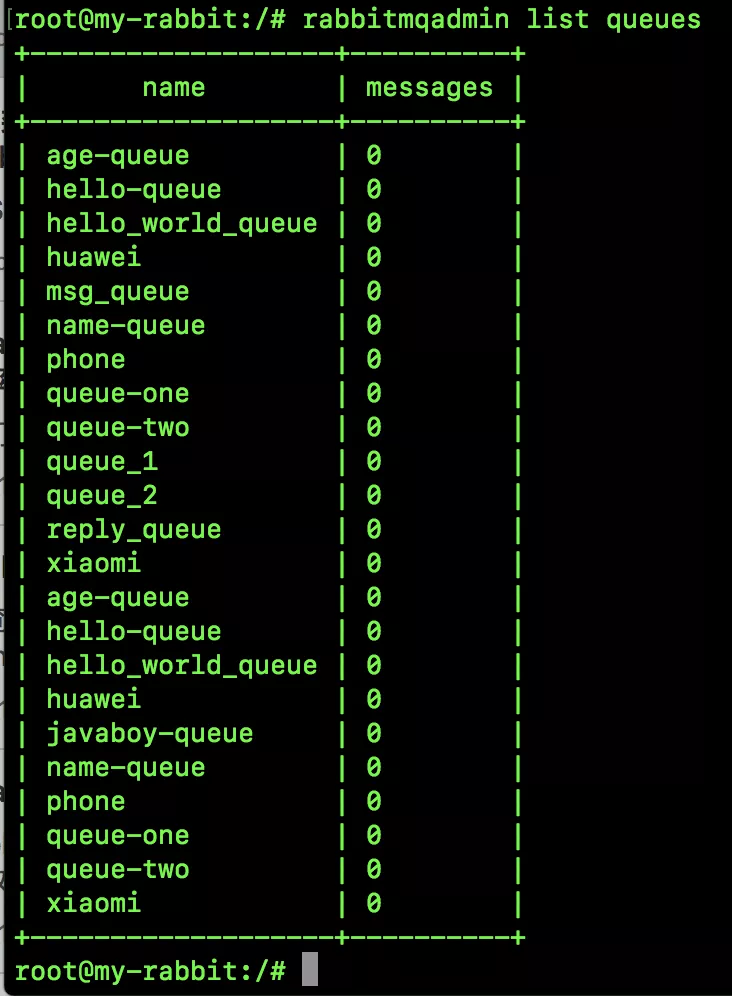 [root@my-rabbit:/# rabbitmqadmin list queues
+-------------------+----------+
|       name        | messages |
+-------------------+----------+
| age-queue         | 0        |
| hello-queue       | 0        |
| hello_world_queue | 0        |
| huawei            | 0        |
| msg_queue         | 0        |
| name-queue        | 0        |
| phone             | 0        |
| queue-one         | 0        |
| queue-two         | 0        |
| queue_1           | 0        |
| queue_2           | 0        |
| reply_queue       | 0        |
| xiaomi            | 0        |
| age-queue         | 0        |
| hello-queue       | 0        |
| hello_world_queue | 0        |
| huawei            | 0        |
| javaboy-queue     | 0        |
| name-queue        | 0        |
| phone             | 0        |
| queue-one         | 0        |
| queue-two         | 0        |
| xiaomi            | 0        |
+-------------------+----------+
root@my-rabbit:/#